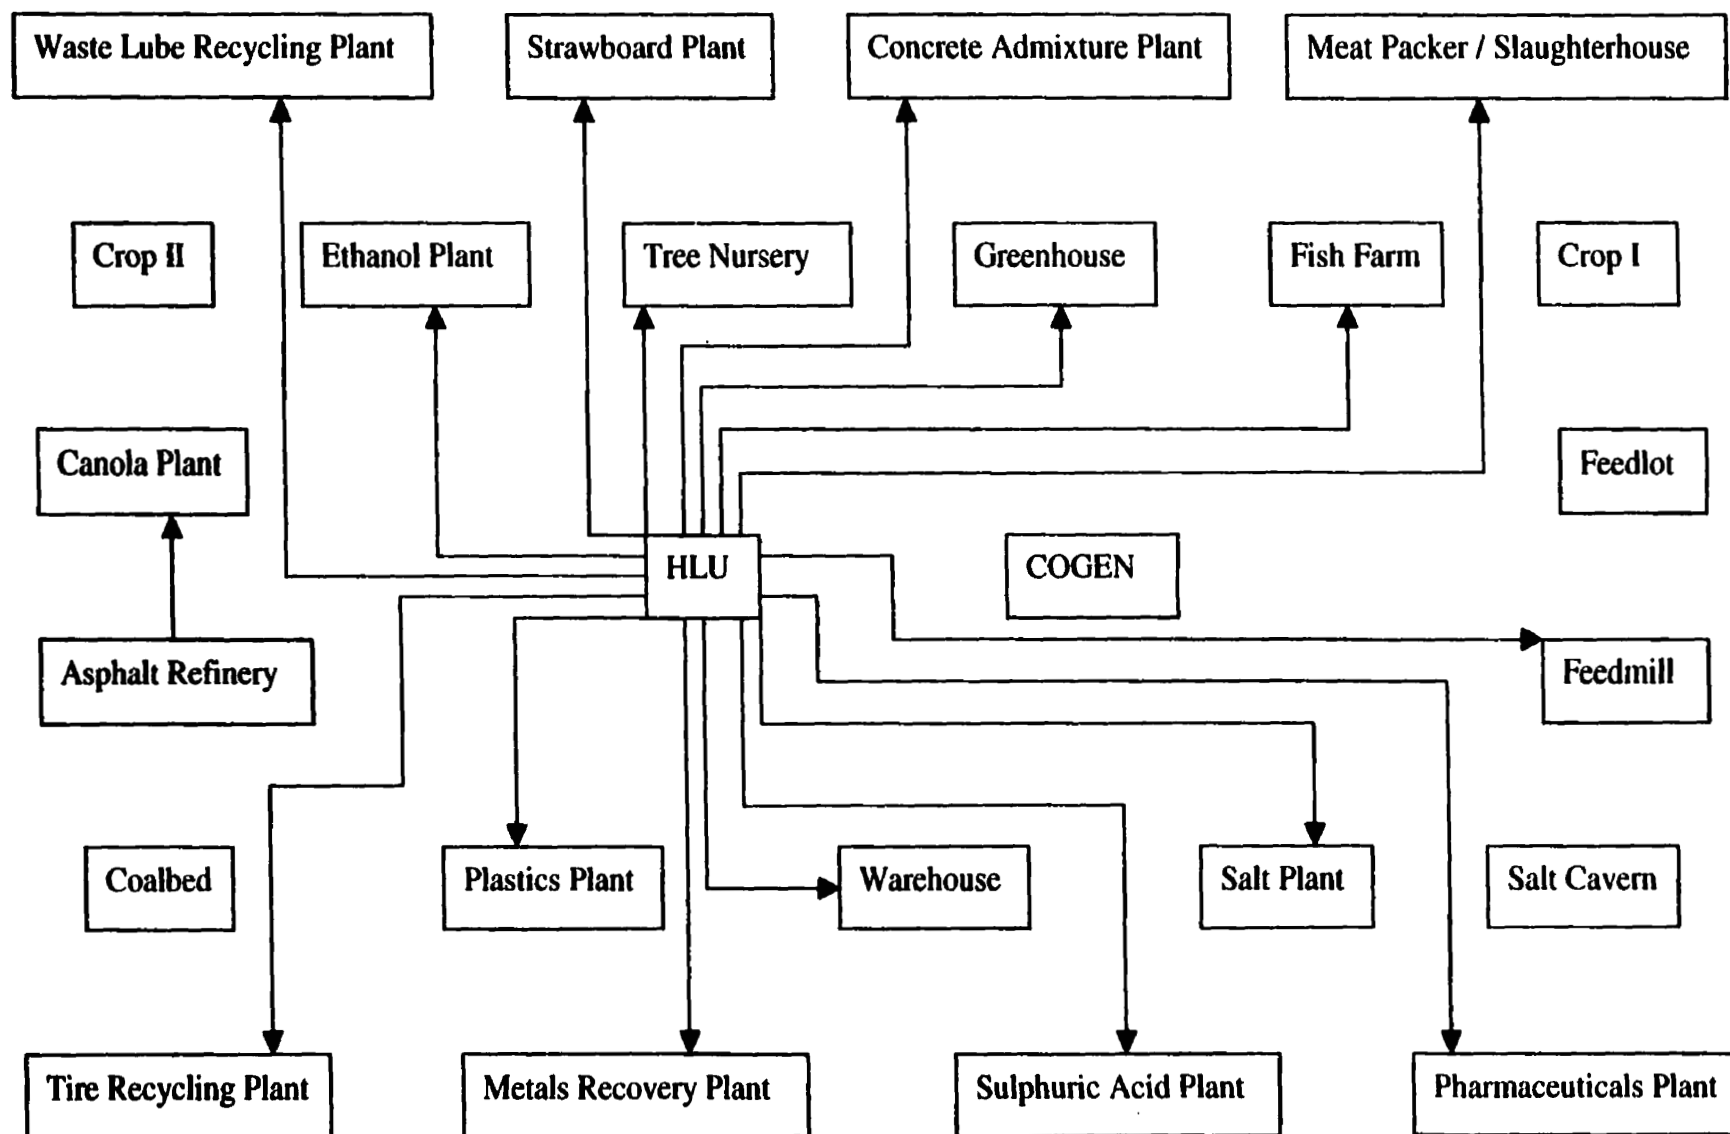 Waste Lube Recycling Plant
Strawboard Plant
Concrete Admixture Plant
Meat Packer / Slaughterhouse
Crop II
Ethanol Plant
Tree Nursery
Greenhouse
Fish Farm
Crop I
Canola Plant
Feedlot
HLU
COGEN
Asphalt Refinery
Feedmill
Coalbed
Plastics Plant
Warehouse
Salt Plant
Salt Cavern
Tire Recycling Plant
Metals Recovery Plant
Sulphuric Acid Plant
Pharmaceuticals Plant